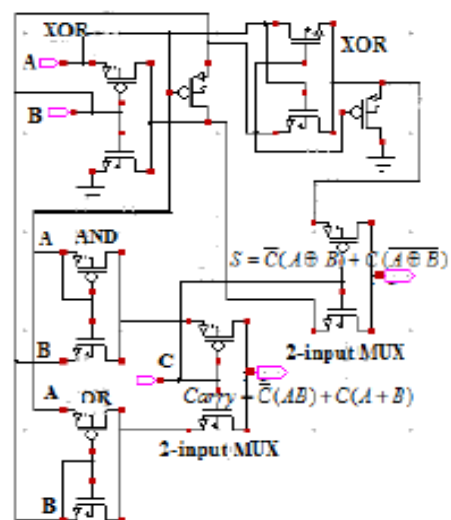 XOR
XOR
A
B
AND
A
S = C̅(A⊕B) + C(A̅⊕B̅)
B
C
2-input MUX
A
OR
Carry = C̅(AB) + C(A + B)
2-input MUX
B